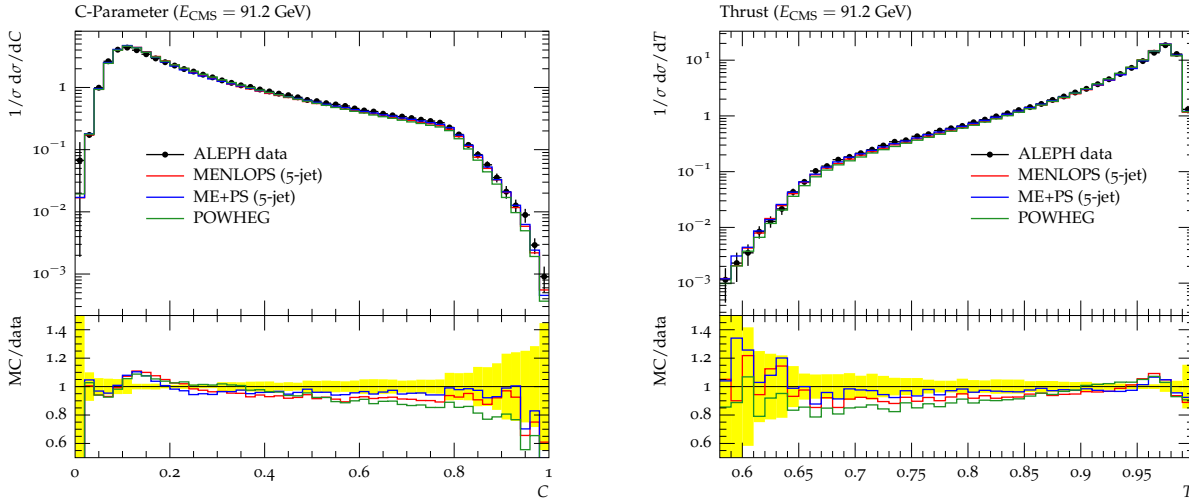 C-Parameter (E_CMS = 91.2 GeV)
1/σ dσ/dC
1
10⁻¹
10⁻²
10⁻³
ALEPH data
MENLOPS (5-jet)
ME+PS (5-jet)
POWHEG
MC/data
1.4
1.2
1
0.8
0.6
0 0.2 0.4 0.6 0.8 1
C
Thrust (E_CMS = 91.2 GeV)
1/σ dσ/dT
10¹
1
10⁻¹
10⁻²
10⁻³
ALEPH data
MENLOPS (5-jet)
ME+PS (5-jet)
POWHEG
MC/data
1.4
1.2
1
0.8
0.6
0.6 0.65 0.7 0.75 0.8 0.85 0.9 0.95
T